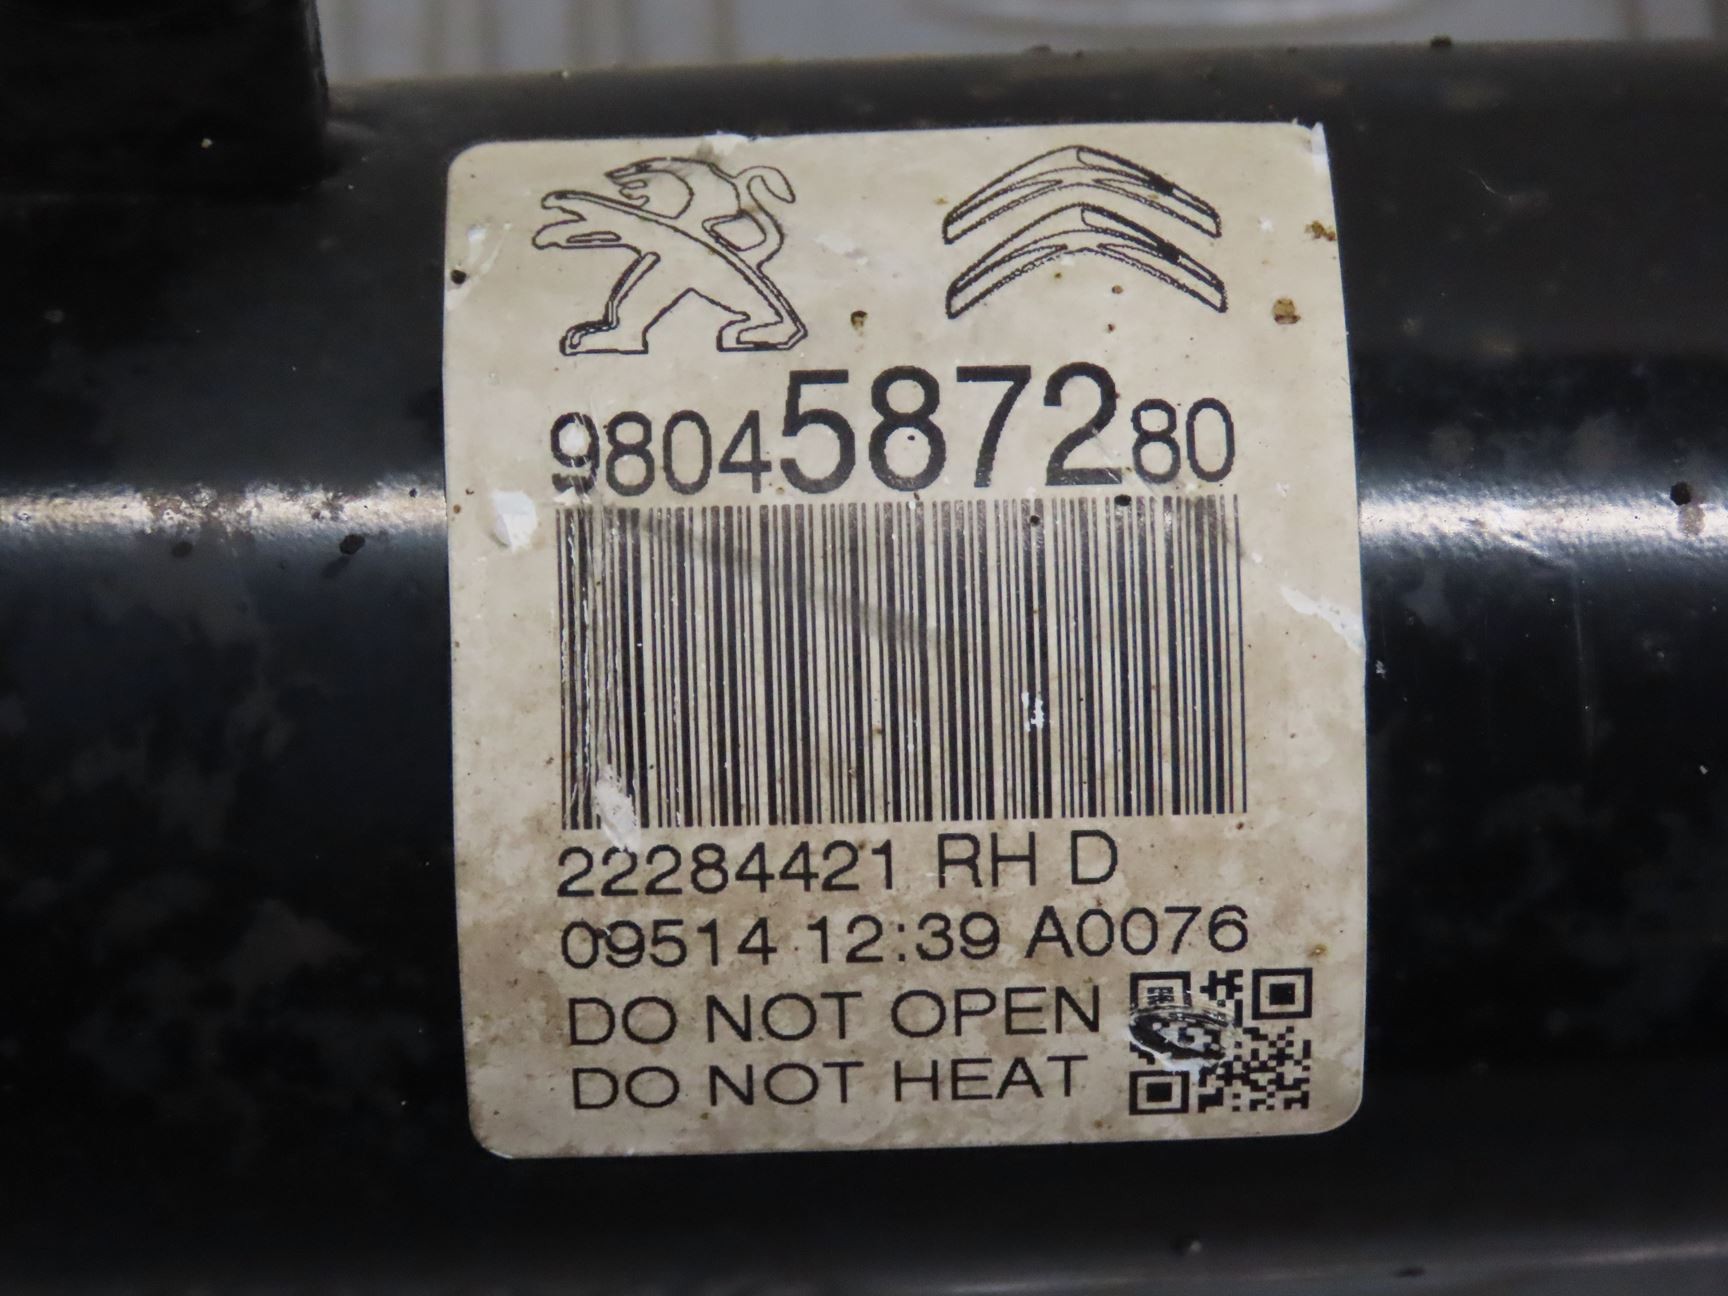 9804587280
22284421 RH D
09514 12:39 A0076
DO NOT OPEN
DO NOT HEAT